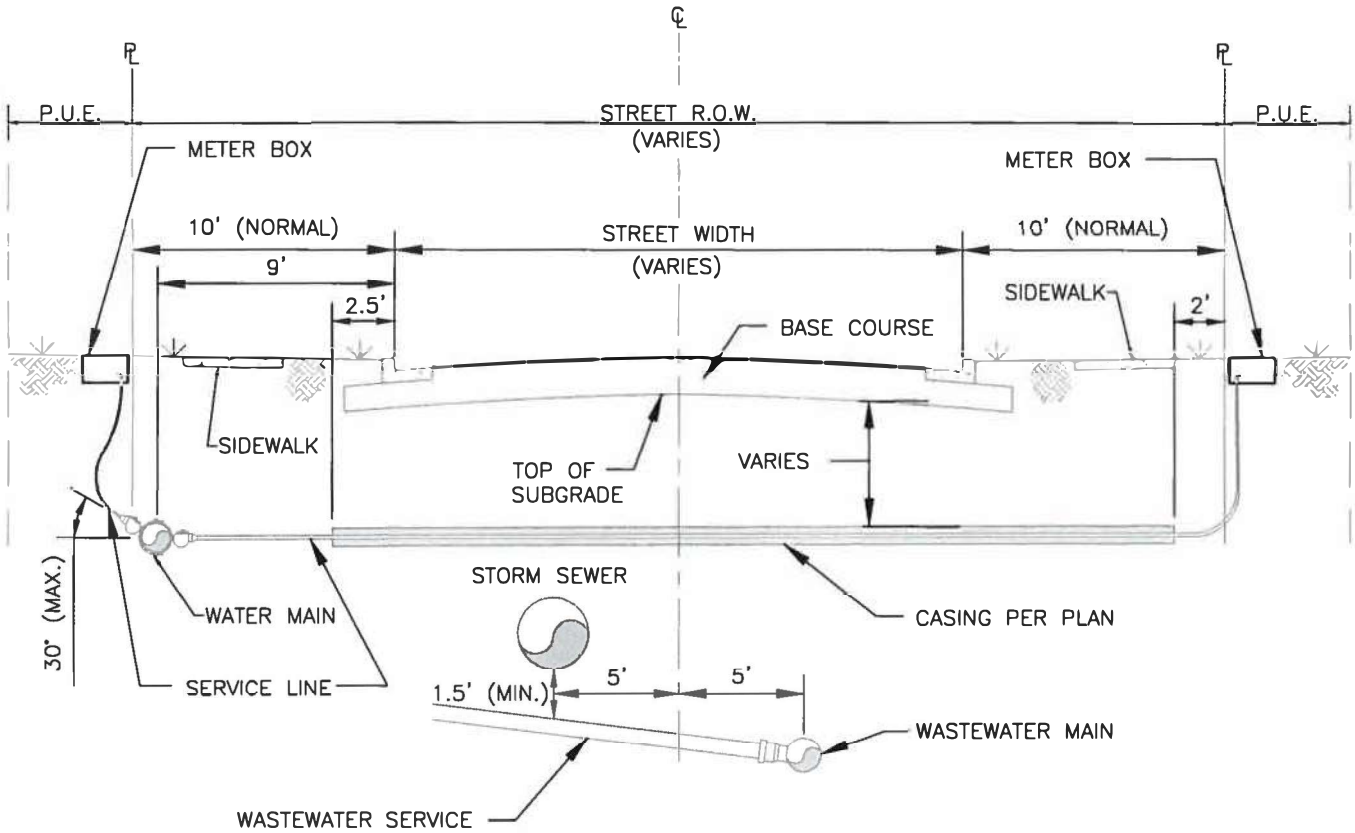 ℄
P̲L
P̲L
P.U.E.
STREET R.O.W.
(VARIES)
P.U.E.
METER BOX
METER BOX
10' (NORMAL)
STREET WIDTH
(VARIES)
10' (NORMAL)
9'
2.5'
SIDEWALK
2'
BASE COURSE
SIDEWALK
TOP OF
SUBGRADE
VARIES
30° (MAX.)
WATER MAIN
STORM SEWER
CASING PER PLAN
SERVICE LINE
1.5' (MIN.)
5'
5'
WASTEWATER MAIN
WASTEWATER SERVICE